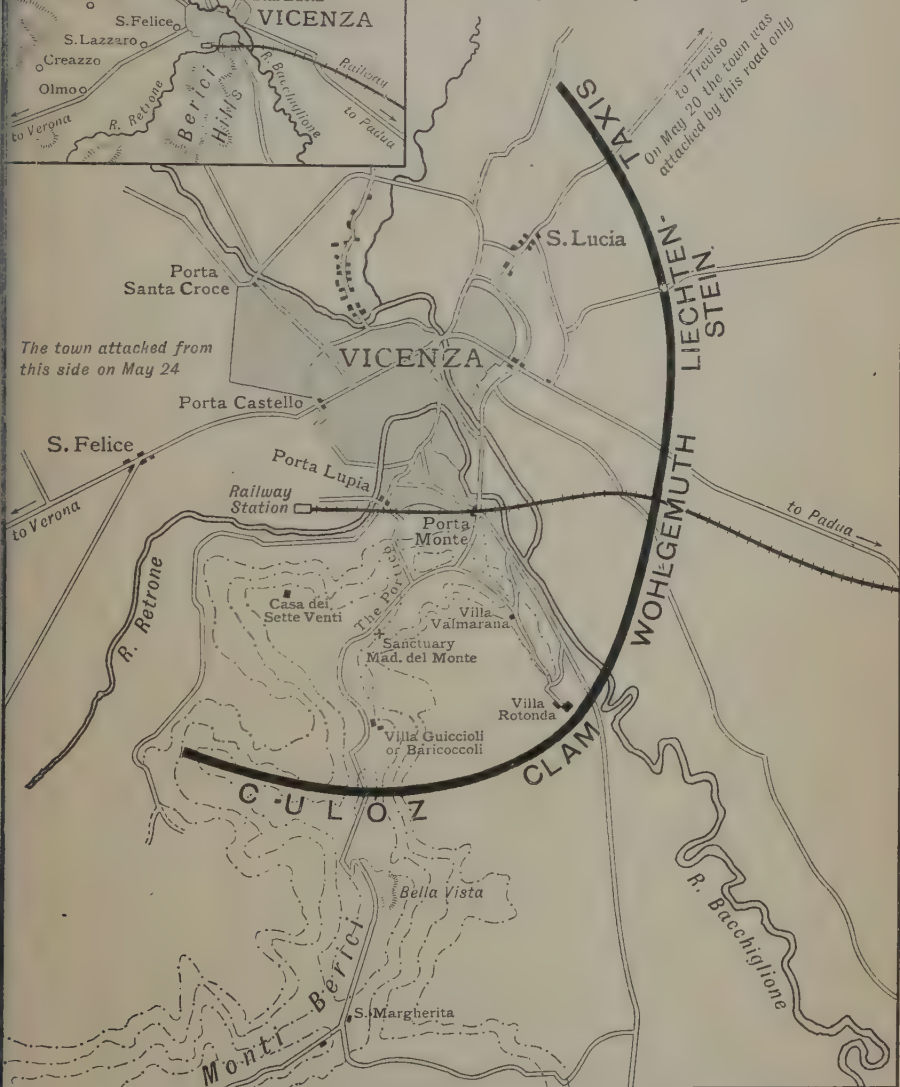 VICENZA
S. Felice
S. Lazzaro
Creazzo
Olmo
to Verona
R. Retrone
Berici
Hills
R. Bacchiglione
Railway
to Padua
to Treviso
On May 20 the town was
attacked by this road only
TAXIS
S. Lucia
LIECHTEN-
STEIN.
Porta
Santa Croce
The town attacked from
this side on May 24
VICENZA
Porta Castello
S. Felice
to Verona
Porta Lupia
Railway
Station
Porta
Monte
to Padua
WOHLGEMUTH
R. Retrone
The Portico
Casa dei
Sette Venti
Villa
Valmarana
Sanctuary
Mad. del Monte
Villa
Rotonda
Villa Guiccioli
or Baricoccoli
CLAM
CULOZ
Bella Vista
R. Bacchiglione
Monti Berici
S. Margherita